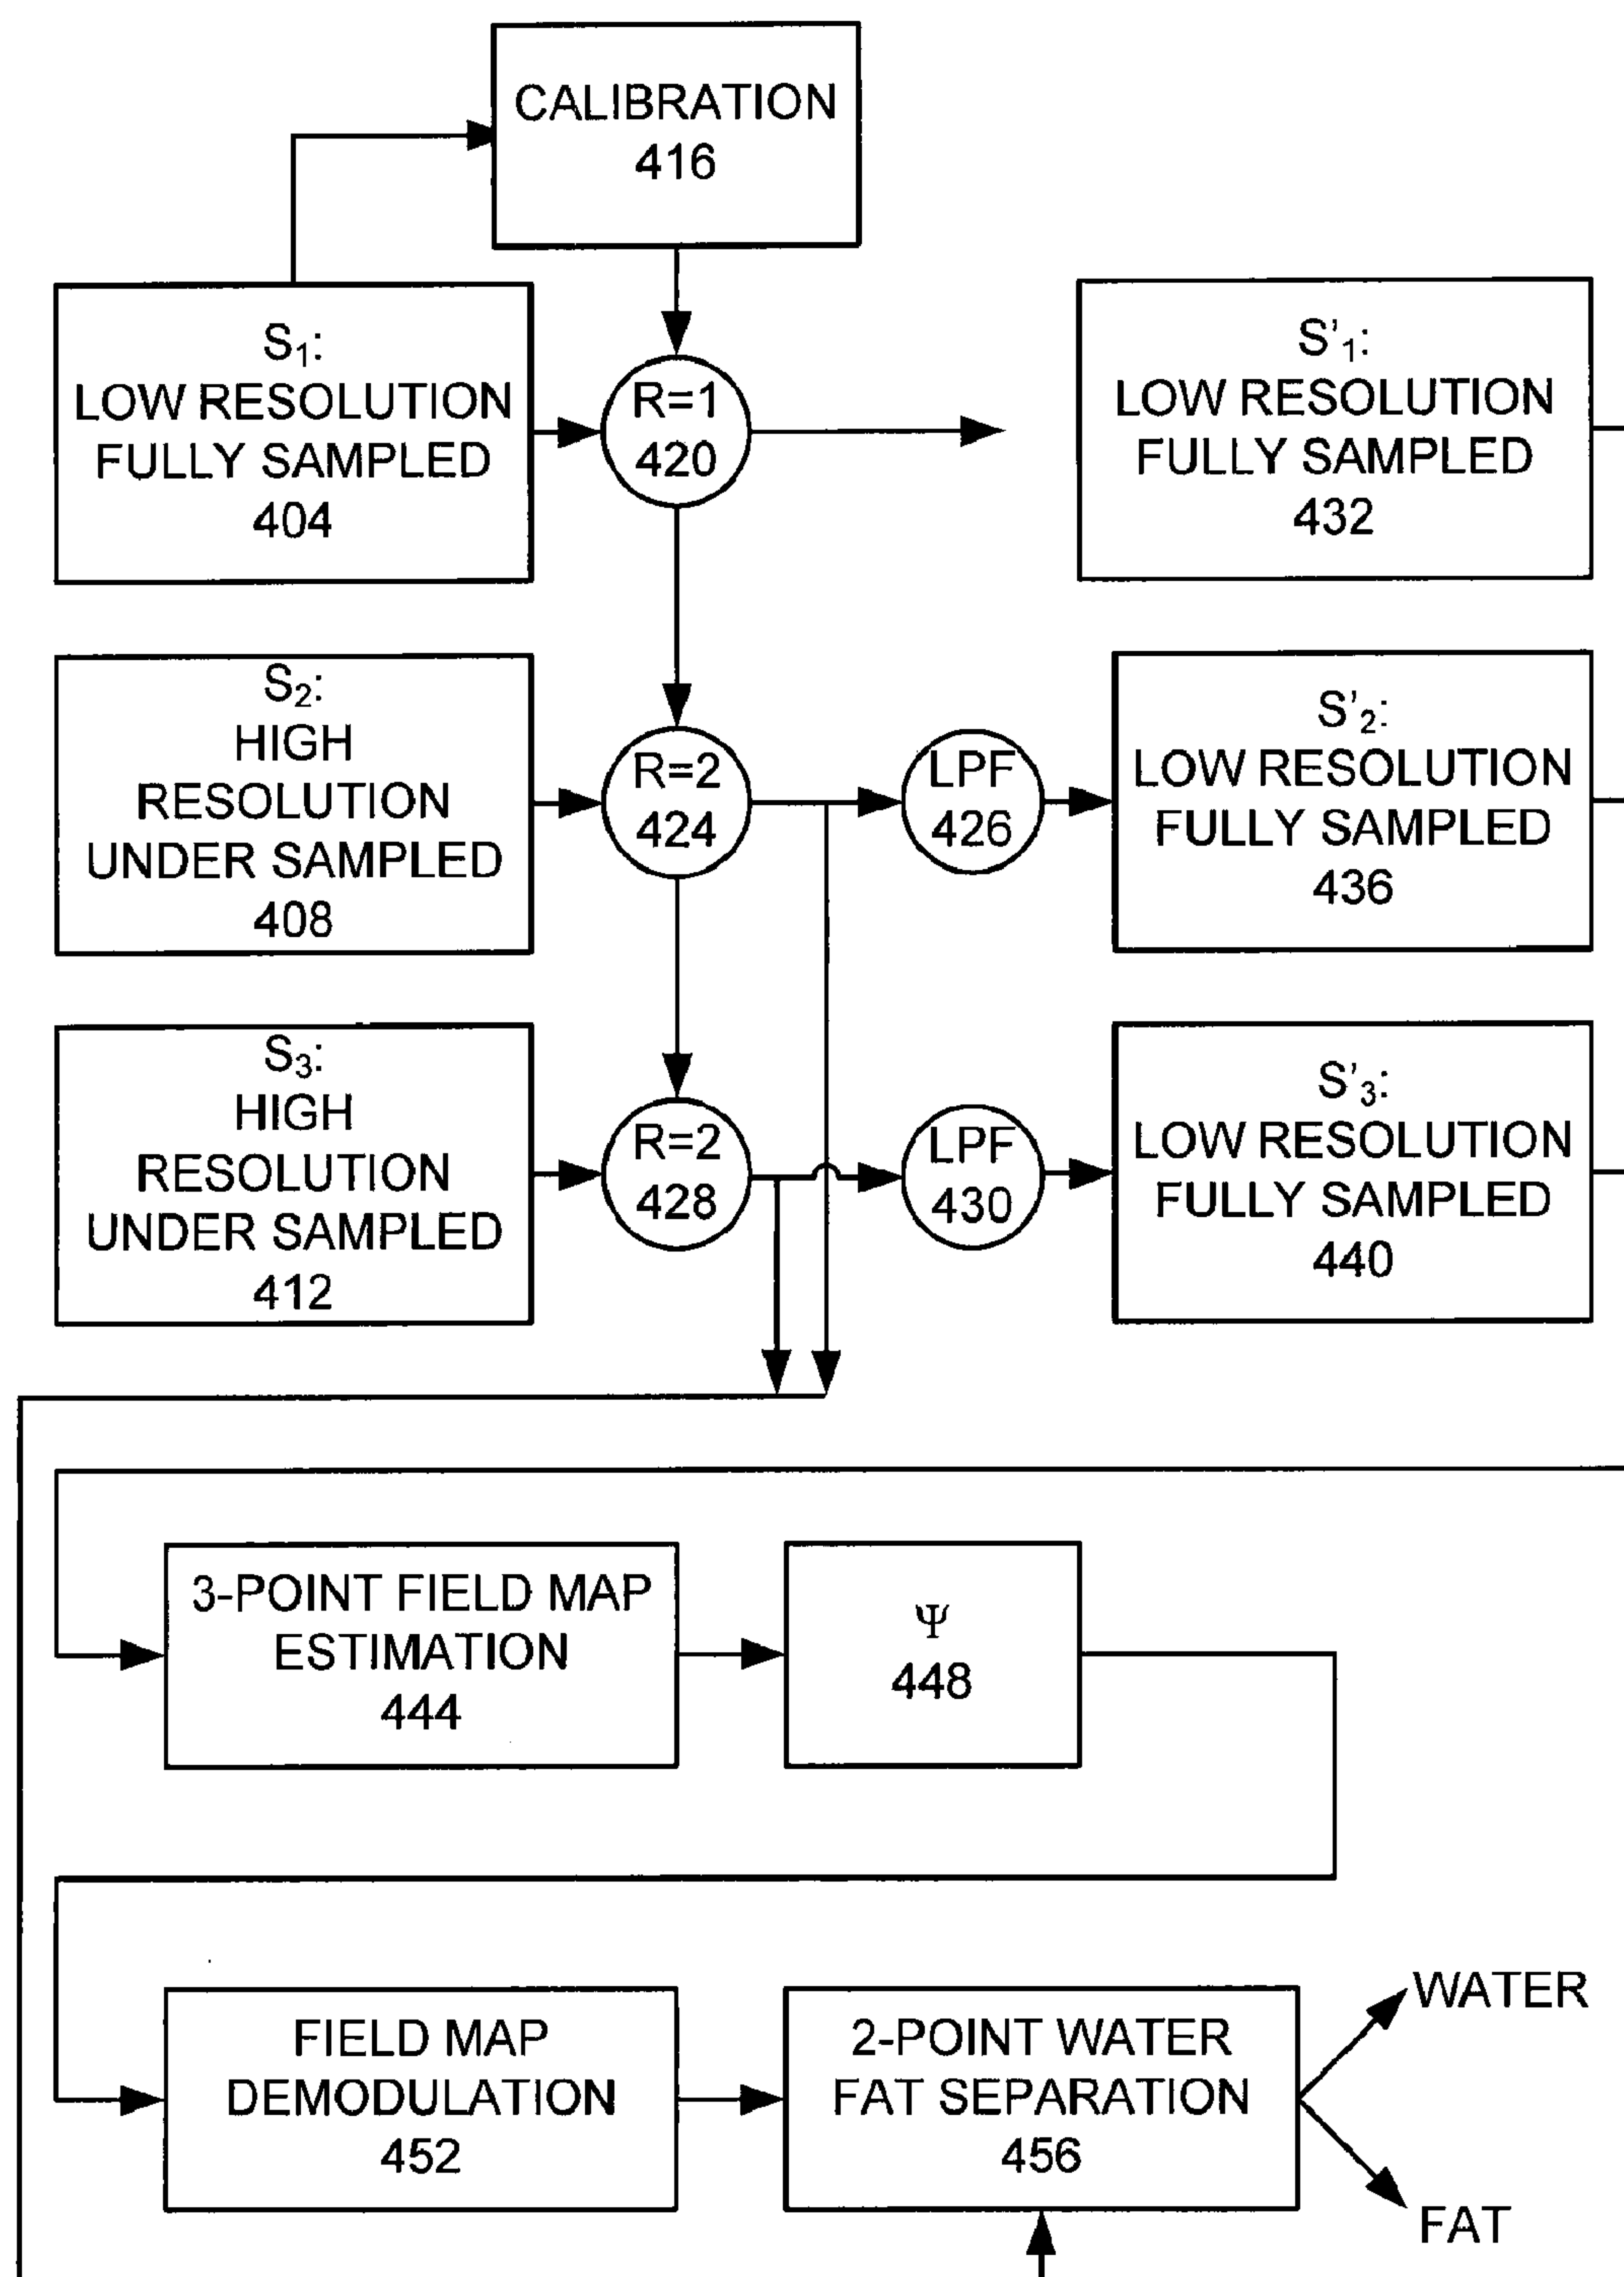 CALIBRATION
416
S₁:
LOW RESOLUTION
FULLY SAMPLED
404
R=1
420
S'₁:
LOW RESOLUTION
FULLY SAMPLED
432
S₂:
HIGH
RESOLUTION
UNDER SAMPLED
408
R=2
424
LPF
426
S'₂:
LOW RESOLUTION
FULLY SAMPLED
436
S₃:
HIGH
RESOLUTION
UNDER SAMPLED
412
R=2
428
LPF
430
S'₃:
LOW RESOLUTION
FULLY SAMPLED
440
3-POINT FIELD MAP
ESTIMATION
444
Ψ
448
FIELD MAP
DEMODULATION
452
2-POINT WATER
FAT SEPARATION
456
WATER
FAT